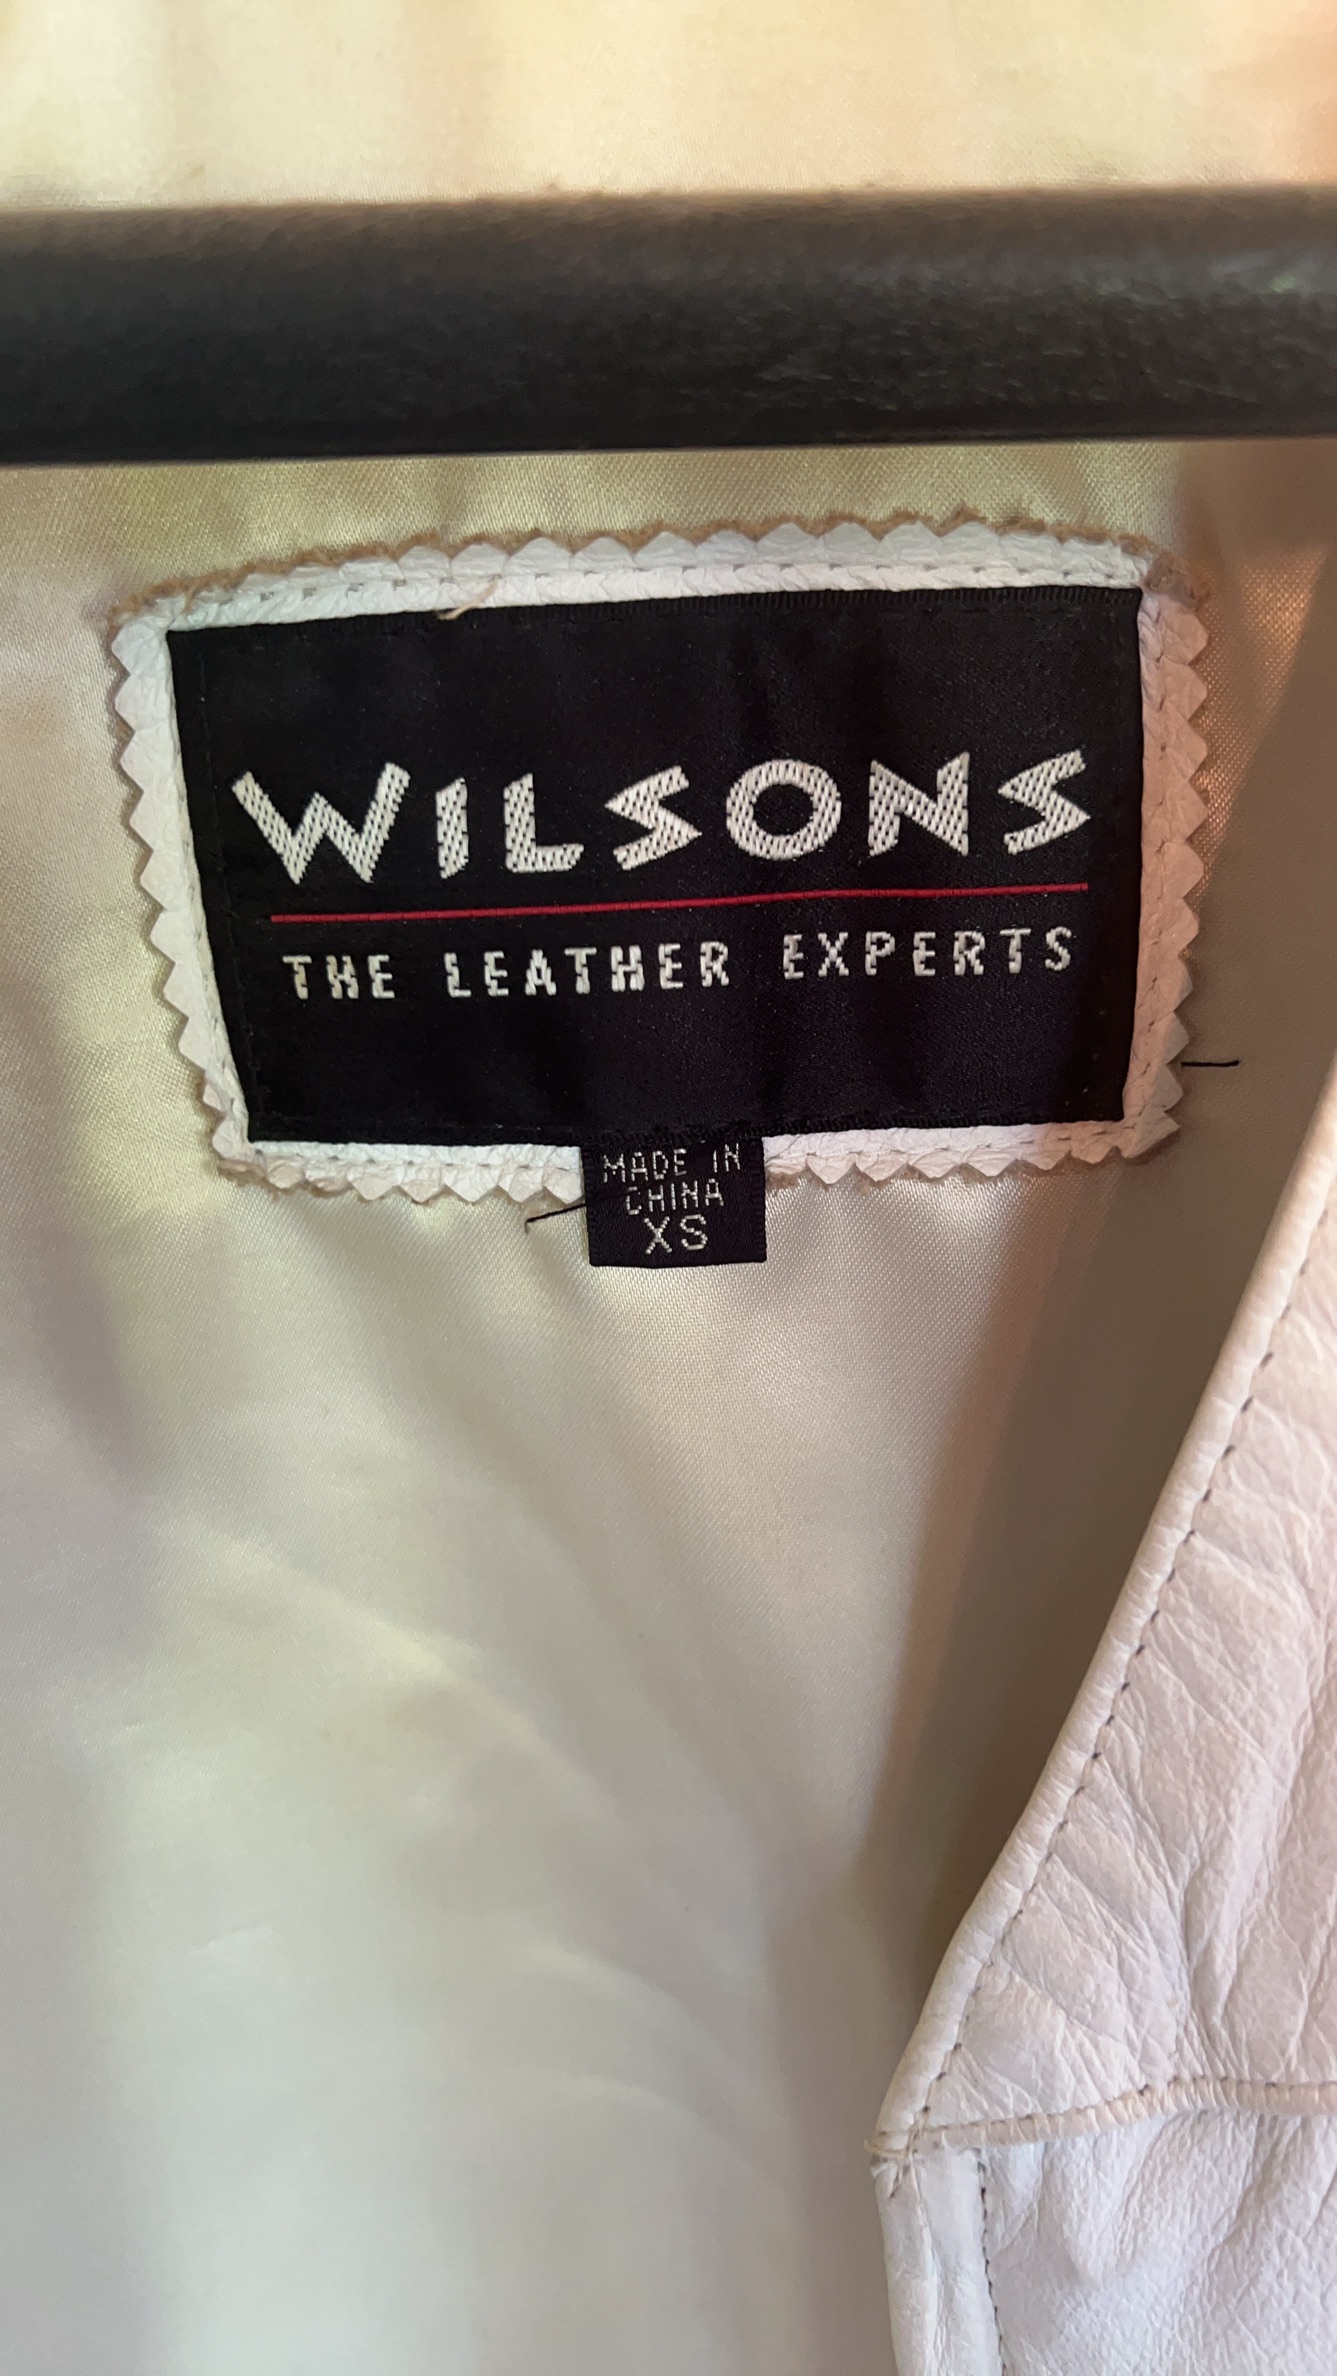 WILSONS
THE LEATHER EXPERTS
MADE IN
CHINA
XS